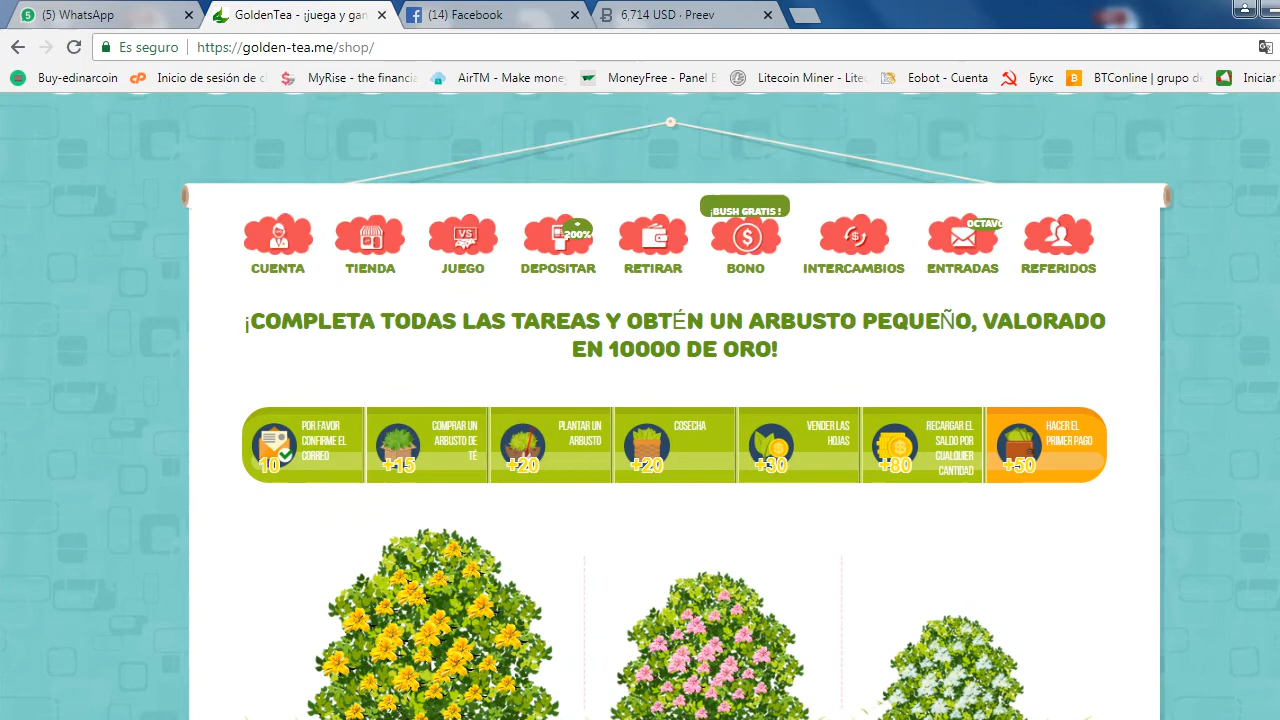 (5) WhatsApp
GoldenTea - ¡juega y gan
(14) Facebook
6,714 USD · Preev
Es seguro
https://golden-tea.me/shop/
Buy-edinarcoin
Inicio de sesión de c
MyRise - the financia
AirTM - Make mone
MoneyFree - Panel B
Litecoin Miner - Lite
Eobot - Cuenta
Букс
BTConline | grupo de
Iniciar
¡BUSH GRATIS !
VS
+
200%
OCTAVO
CUENTA
TIENDA
JUEGO
DEPOSITAR
RETIRAR
BONO
INTERCAMBIOS
ENTRADAS
REFERIDOS
¡COMPLETA TODAS LAS TAREAS Y OBTÉN UN ARBUSTO PEQUEÑO, VALORADO
EN 10000 DE ORO!
POR FAVOR
CONFIRME EL
CORREO
10
COMPRAR UN
ARBUSTO DE
TÉ
+15
PLANTAR UN
ARBUSTO
+20
COSECHA
+20
VENDER LAS
HOJAS
+30
RECARGAR EL
SALDO POR
CUALQUIER
CANTIDAD
+80
HACER EL
PRIMER PAGO
+50